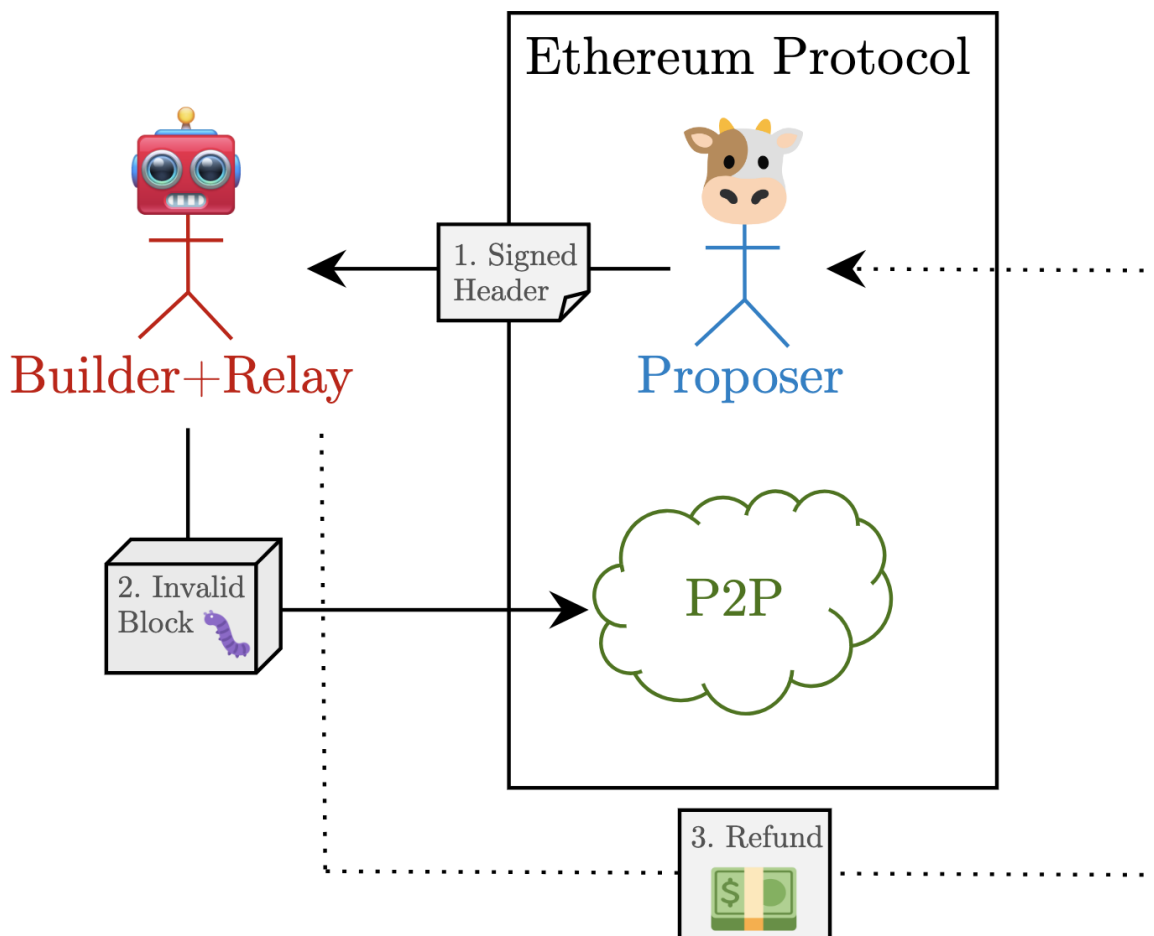 Ethereum Protocol
1. Signed
Header
Builder+Relay
Proposer
2. Invalid
Block
P2P
3. Refund
$